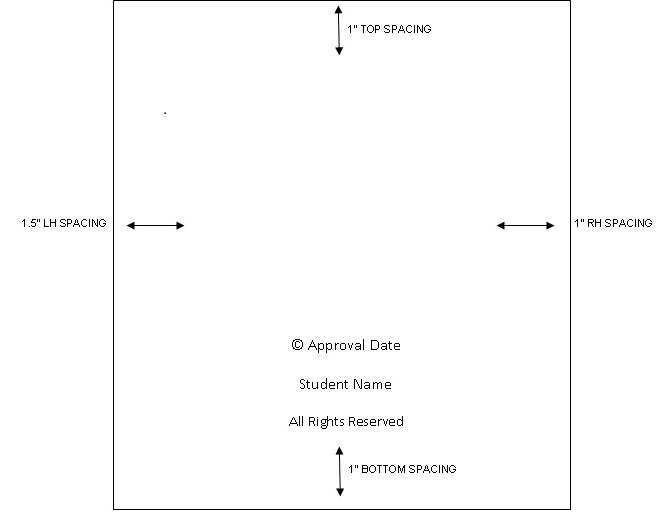 1" TOP SPACING
1.5" LH SPACING
1" RH SPACING
© Approval Date
Student Name
All Rights Reserved
1" BOTTOM SPACING